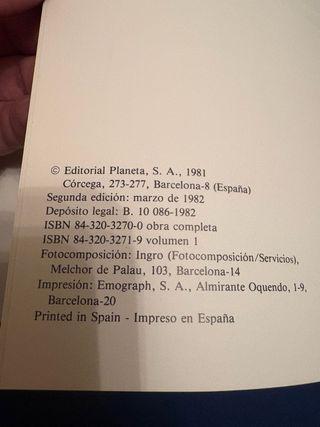 © Editorial Planeta, S. A., 1981
Córcega, 273-277, Barcelona-8 (España)
Segunda edición: marzo de 1982
Depósito legal: B. 10 086-1982
ISBN 84-320-3270-0 obra completa
ISBN 84-320-3271-9 volumen 1
Fotocomposición: Ingro (Fotocomposición/Servicios),
Melchor de Palau, 103, Barcelona-14
Impresión: Emograph, S. A., Almirante Oquendo, 1-9,
Barcelona-20
Printed in Spain - Impreso en España